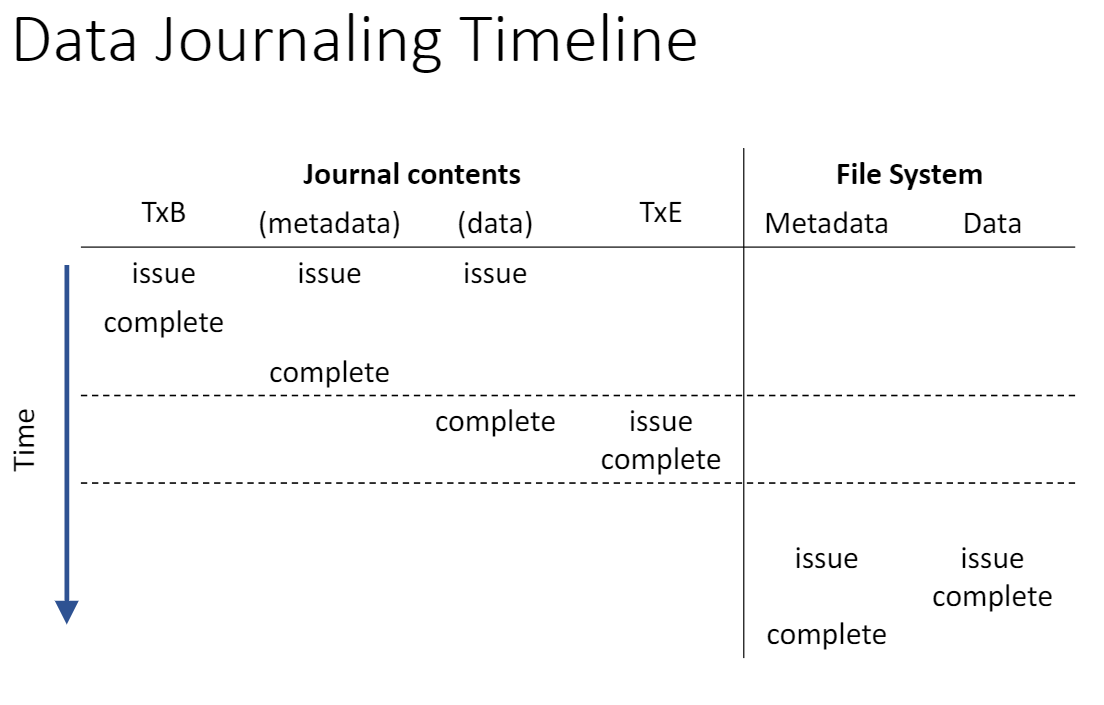 Data Journaling Timeline
Journal contents File System
TxB (metadata) (data) TxE Metadata Data
issue issue issue
complete
complete
complete issue
complete
issue issue
complete
complete
Time